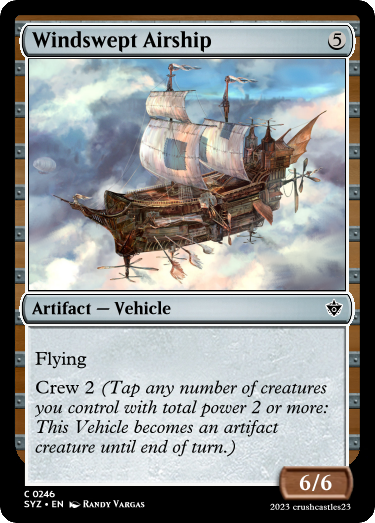 Windswept Airship 5
Artifact — Vehicle
Flying
Crew 2 (Tap any number of creatures
you control with total power 2 or more:
This Vehicle becomes an artifact
creature until end of turn.)
6/6
C 0246
SYZ • EN Randy Vargas
2023 crushcastles23